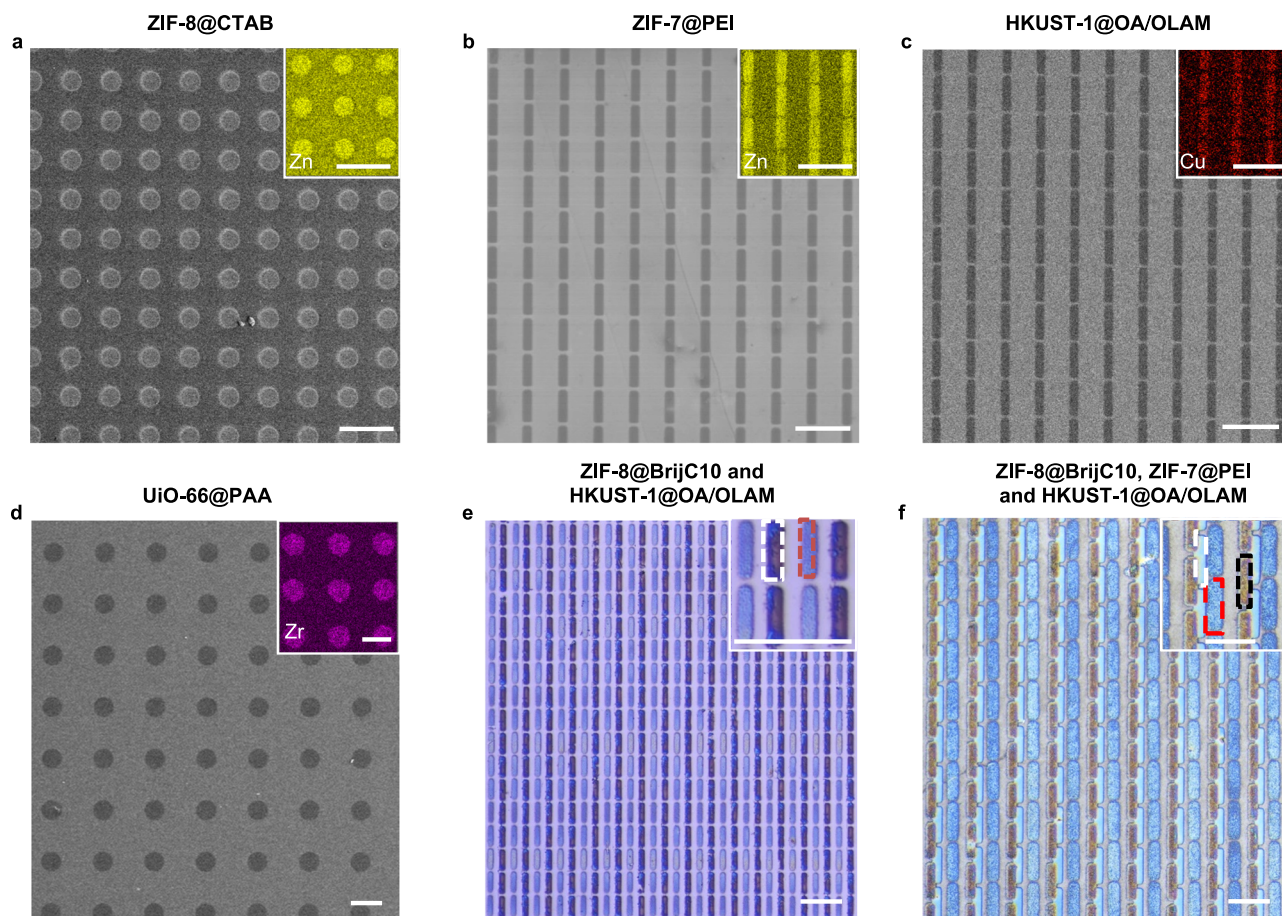 ZIF-8@CTAB
ZIF-7@PEI
HKUST-1@OA/OLAM
a
b
c
Zn
Zn
Cu
UiO-66@PAA
ZIF-8@BrijC10 and
HKUST-1@OA/OLAM
ZIF-8@BrijC10, ZIF-7@PEI
and HKUST-1@OA/OLAM
d
e
f
Zr